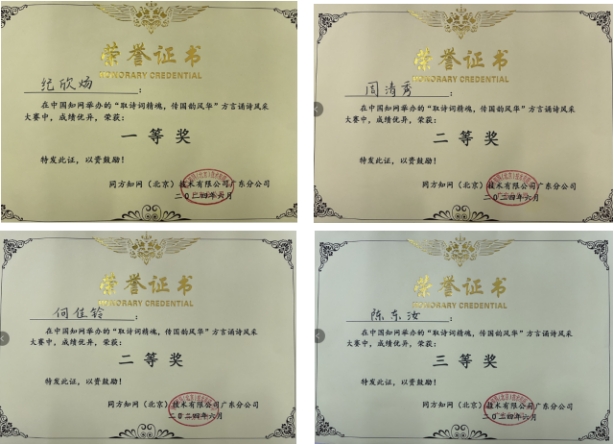 荣誉证书
HONORARY CREDENTIAL
纪欣嫡：
在中国知网举办的“取诗词精魂，传国韵风华”方言诵诗风采
大赛中，成绩优异，荣获：
一等奖
特发此证，以资鼓励！
同方知网（北京）技术有限公司广东分公司
二〇二四年六月
荣誉证书
HONORARY CREDENTIAL
周清秀：
在中国知网举办的“取诗词精魂，传国韵风华”方言诵诗风采
大赛中，成绩优异，荣获：
二等奖
特发此证，以资鼓励！
同方知网（北京）技术有限公司广东分公司
二〇二四年六月
荣誉证书
HONORARY CREDENTIAL
何佳铃：
在中国知网举办的“取诗词精魂，传国韵风华”方言诵诗风采
大赛中，成绩优异，荣获：
二等奖
特发此证，以资鼓励！
同方知网（北京）技术有限公司广东分公司
二〇二四年六月
荣誉证书
HONORARY CREDENTIAL
陈东汝：
在中国知网举办的“取诗词精魂，传国韵风华”方言诵诗风采
大赛中，成绩优异，荣获：
三等奖
特发此证，以资鼓励！
同方知网（北京）技术有限公司广东分公司
二〇二四年六月